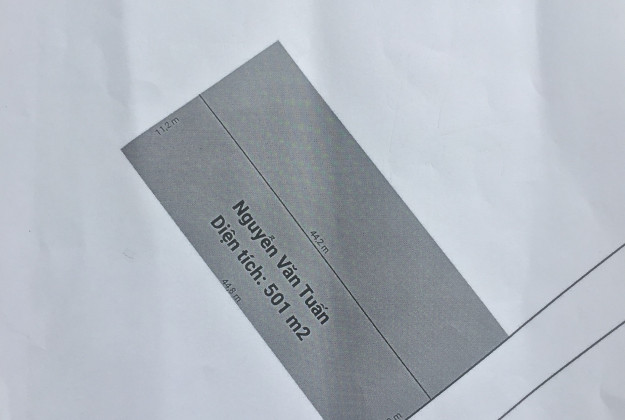 11,2 m
44,2 m
Nguyễn Văn Tuấn
Diện tích: 501 m2
44,8 m
m